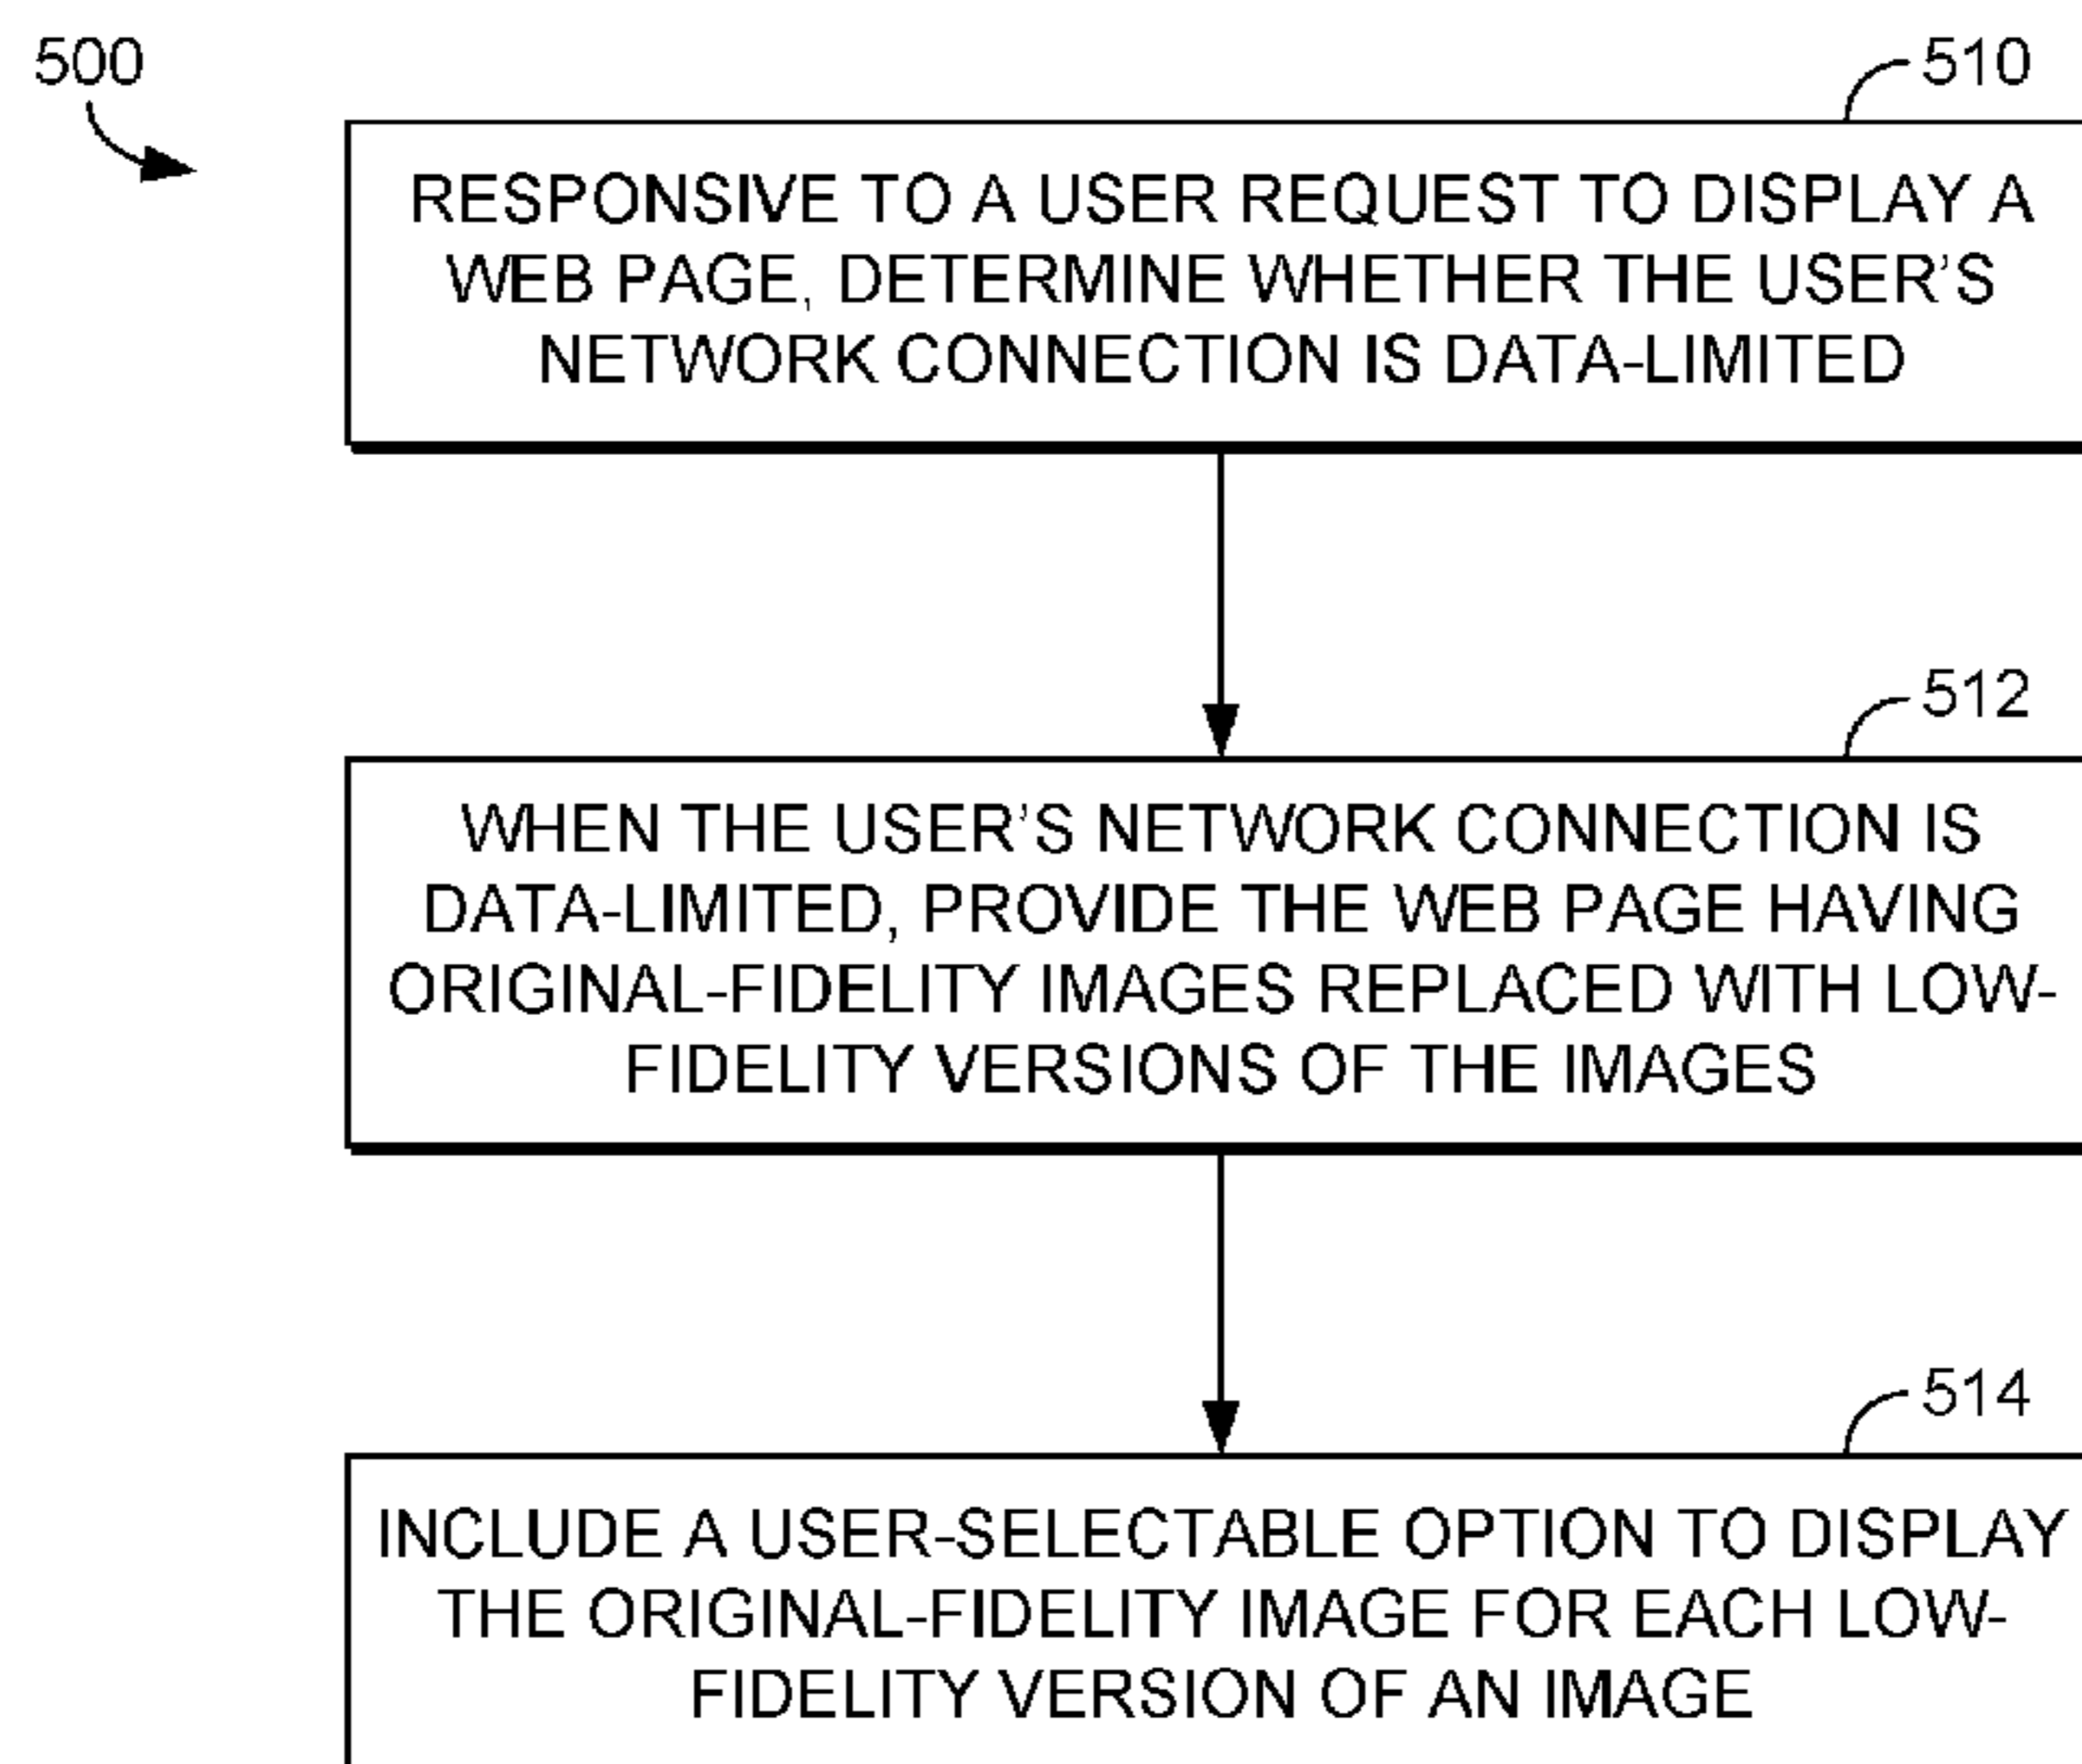 500
510
RESPONSIVE TO A USER REQUEST TO DISPLAY A
WEB PAGE, DETERMINE WHETHER THE USER'S
NETWORK CONNECTION IS DATA-LIMITED
512
WHEN THE USER'S NETWORK CONNECTION IS
DATA-LIMITED, PROVIDE THE WEB PAGE HAVING
ORIGINAL-FIDELITY IMAGES REPLACED WITH LOW-
FIDELITY VERSIONS OF THE IMAGES
514
INCLUDE A USER-SELECTABLE OPTION TO DISPLAY
THE ORIGINAL-FIDELITY IMAGE FOR EACH LOW-
FIDELITY VERSION OF AN IMAGE